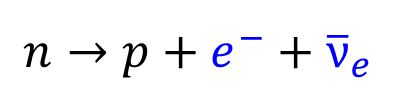 n → p + e⁻ + ν̄ₑ